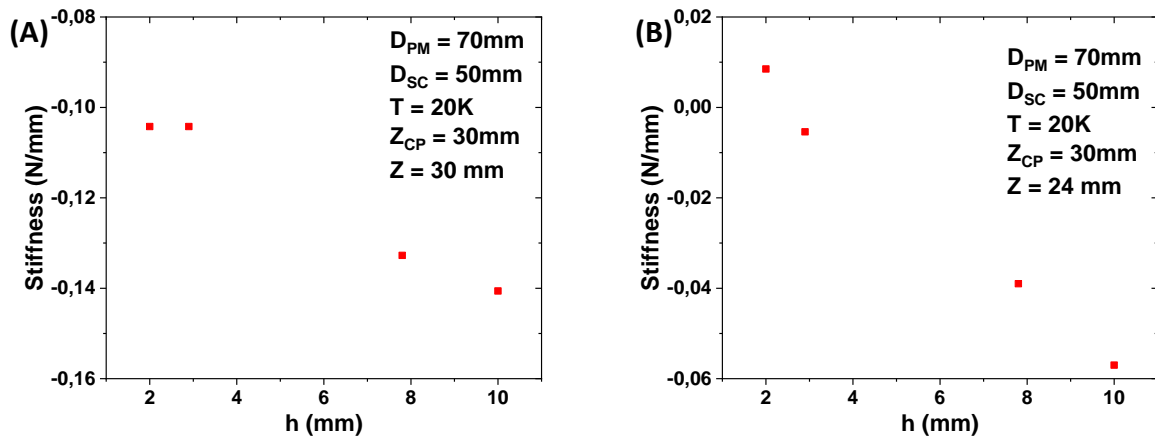 (A)
-0,08
-0,10
-0,12
-0,14
-0,16
Stiffness (N/mm)
D_PM = 70mm
D_SC = 50mm
T = 20K
Z_CP = 30mm
Z = 30 mm
2 4 6 8 10
h (mm)
(B)
0,02
0,00
-0,02
-0,04
-0,06
Stiffness (N/mm)
D_PM = 70mm
D_SC = 50mm
T = 20K
Z_CP = 30mm
Z = 24 mm
2 4 6 8 10
h (mm)